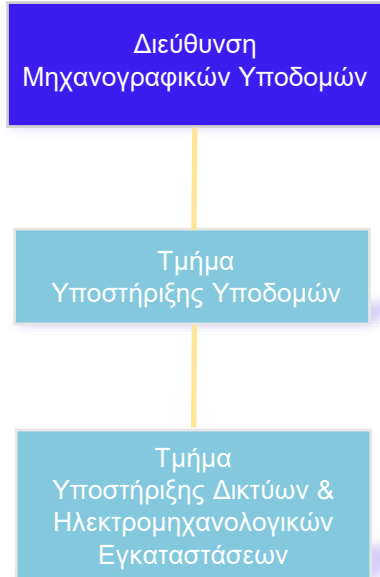 Διεύθυνση
Μηχανογραφικών Υποδομών
Τμήμα
Υποστήριξης Υποδομών
Τμήμα
Υποστήριξης Δικτύων &
Ηλεκτρομηχανολογικών
Εγκαταστάσεων